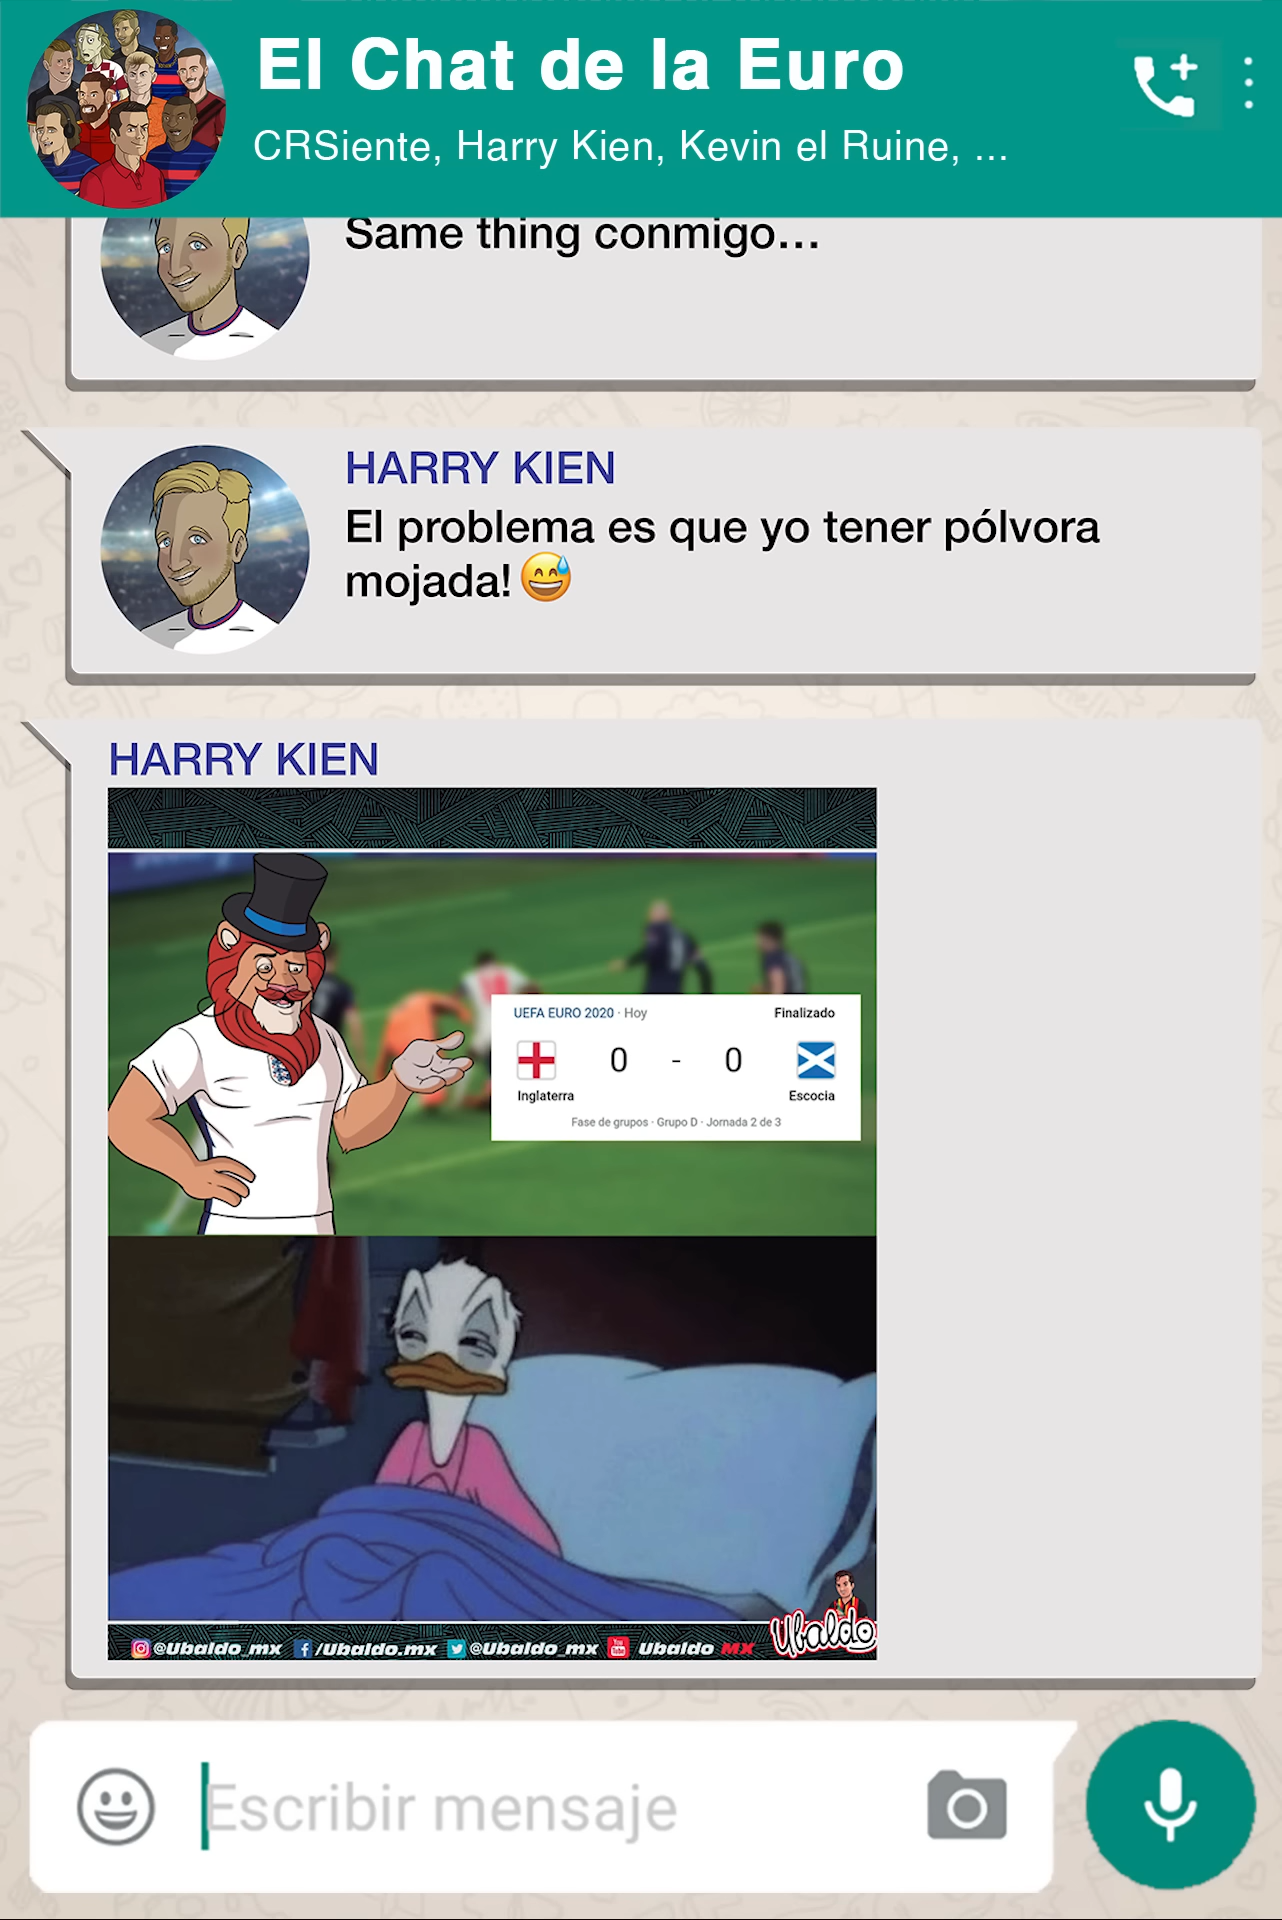 El Chat de la Euro
CRSiente, Harry Kien, Kevin el Ruine, ...
Same thing conmigo...
HARRY KIEN
El problema es que yo tener pólvora
mojada! 😅
HARRY KIEN
UEFA EURO 2020 · Hoy Finalizado
0 - 0
Inglaterra Escocia
Fase de grupos · Grupo D · Jornada 2 de 3
@Ubaldo_mx /Ubaldo.mx @Ubaldo_mx You Tube Ubaldo MX Ubaldo
Escribir mensaje